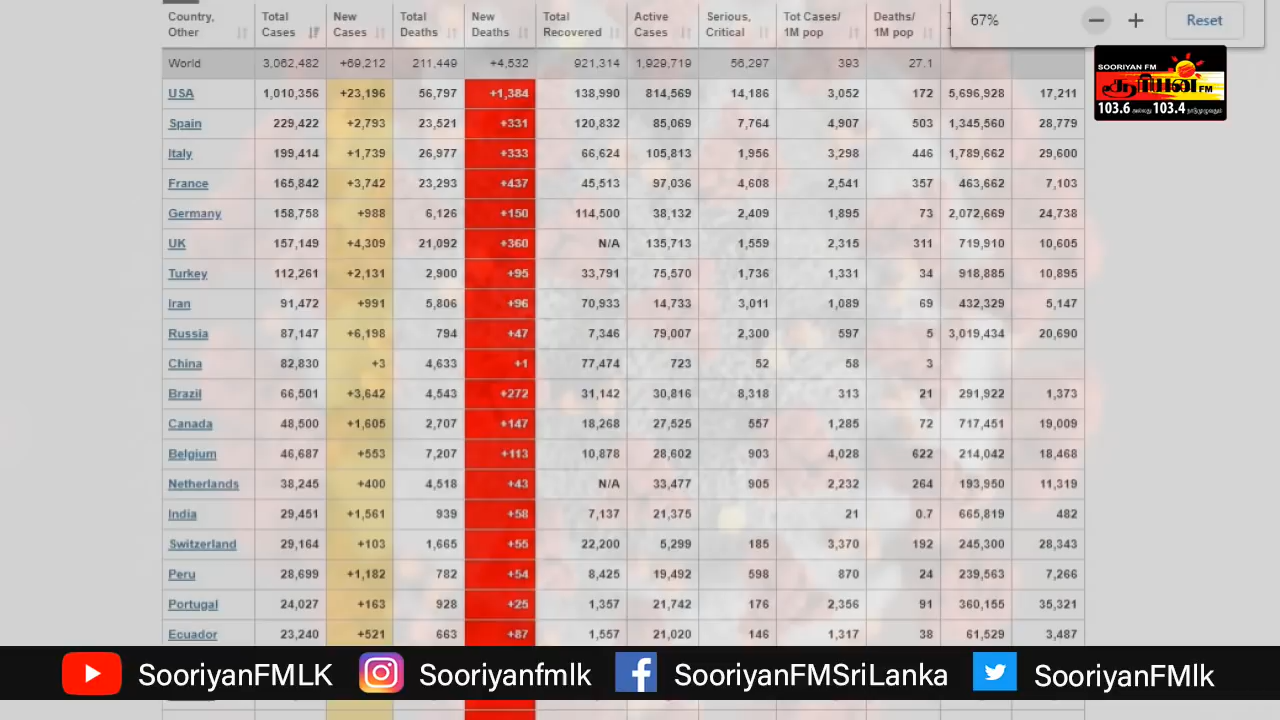 Country, Other Total Cases New Cases Total Deaths New Deaths Total Recovered Active Cases Serious, Critical Tot Cases/ 1M pop Deaths/ 1M pop
67% Reset
World 3,062,482 +69,212 211,449 +4,532 921,314 1,929,719 56,297 393 27.1
SOORIYAN FM
சூரியன் FM
103.6 103.4
USA 1,010,356 +23,196 56,797 +1,384 138,990 814,569 14,186 3,052 172 5,696,928 17,211
Spain 229,422 +2,793 23,521 +331 120,832 85,069 7,764 4,907 503 1,345,560 28,779
Italy 199,414 +1,739 26,977 +333 66,624 105,813 1,956 3,298 446 1,789,662 29,600
France 165,842 +3,742 23,293 +437 45,513 97,036 4,608 2,541 357 463,662 7,103
Germany 158,758 +988 6,126 +150 114,500 38,132 2,409 1,895 73 2,072,669 24,738
UK 157,149 +4,309 21,092 +360 N/A 135,713 1,559 2,315 311 719,910 10,605
Turkey 112,261 +2,131 2,900 +95 33,791 75,570 1,736 1,331 34 918,885 10,895
Iran 91,472 +991 5,806 +96 70,933 14,733 3,011 1,089 69 432,329 5,147
Russia 87,147 +6,198 794 +47 7,346 79,007 2,300 597 5 3,019,434 20,690
China 82,830 +3 4,633 +1 77,474 723 52 58 3
Brazil 66,501 +3,642 4,543 +272 31,142 30,816 8,318 313 21 291,922 1,373
Canada 48,500 +1,605 2,707 +147 18,268 27,525 557 1,285 72 717,451 19,009
Belgium 46,687 +553 7,207 +113 10,878 28,602 903 4,028 622 214,042 18,468
Netherlands 38,245 +400 4,518 +43 N/A 33,477 905 2,232 264 193,950 11,319
India 29,451 +1,561 939 +58 7,137 21,375 21 0.7 665,819 482
Switzerland 29,164 +103 1,665 +55 22,200 5,299 185 3,370 192 245,300 28,343
Peru 28,699 +1,182 782 +54 8,425 19,492 598 870 24 239,563 7,266
Portugal 24,027 +163 928 +25 1,357 21,742 176 2,356 91 360,155 35,321
Ecuador 23,240 +521 663 +87 1,557 21,020 146 1,317 38 61,529 3,487
SooriyanFMLK Sooriyanfmlk SooriyanFMSriLanka SooriyanFMlk